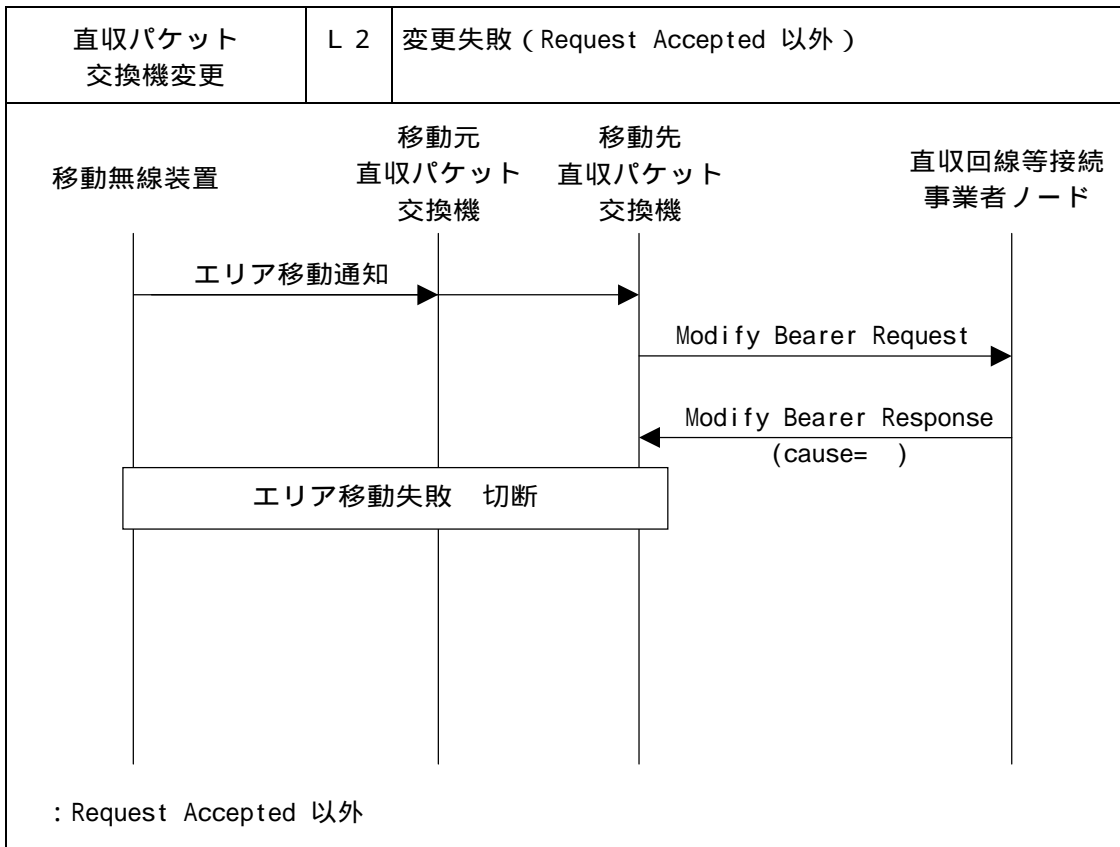 直収パケット
交換機変更
L 2
変更失敗（Request Accepted 以外）
移動無線装置
移動元
直収パケット
交換機
移動先
直収パケット
交換機
直収回線等接続
事業者ノード
エリア移動通知
Modify Bearer Request
Modify Bearer Response
(cause= )
エリア移動失敗 切断
：Request Accepted 以外